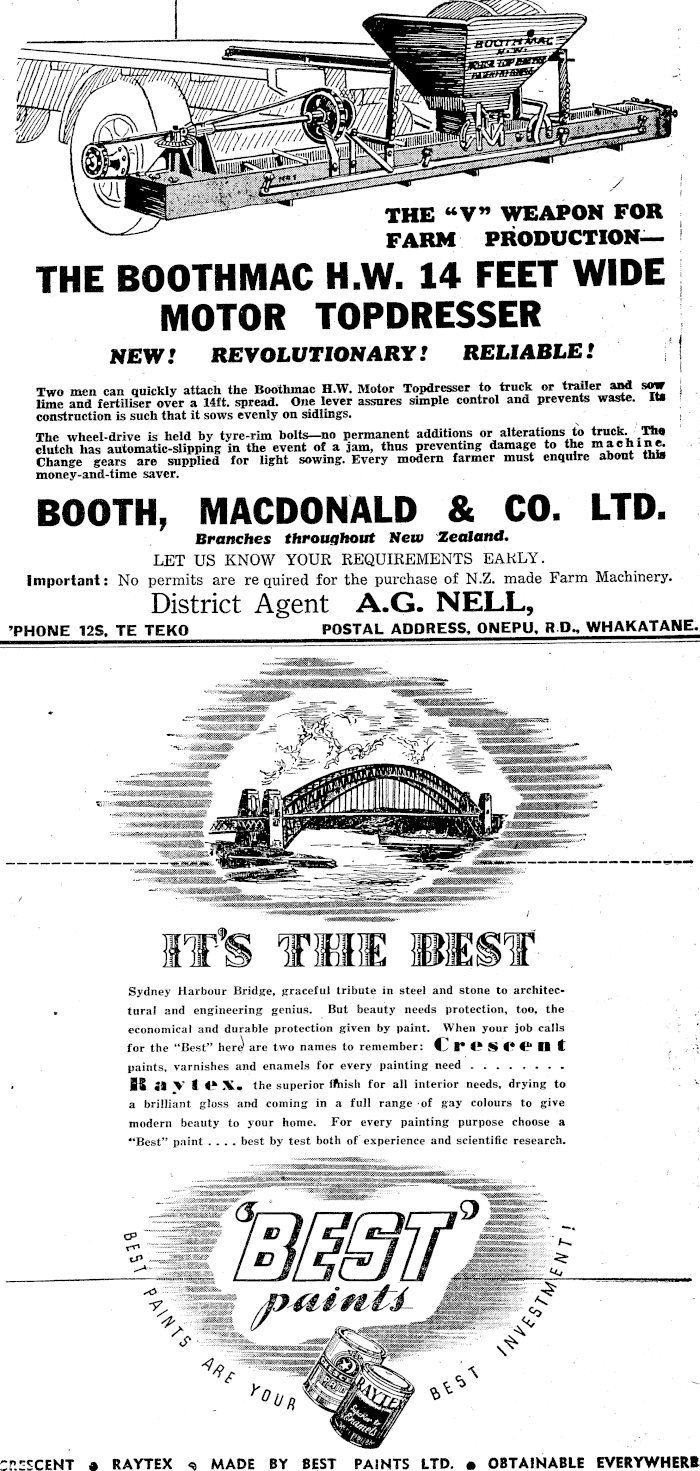 BOOTHMAC
H.W.
MOTOR TOP DRESSER
No 1
THE “V” WEAPON FOR
FARM PRODUCTION—
THE BOOTHMAC H.W. 14 FEET WIDE
MOTOR TOPDRESSER
NEW! REVOLUTIONARY! RELIABLE!
Two men can quickly attach the Boothmac H.W. Motor Topdresser to truck or trailer and sow
lime and fertiliser over a 14ft. spread. One lever assures simple control and prevents waste. Its
construction is such that it sows evenly on sidlings.
The wheel-drive is held by tyre-rim bolts—no permanent additions or alterations to truck. The
clutch has automatic-slipping in the event of a jam, thus preventing damage to the machine.
Change gears are supplied for light sowing. Every modern farmer must enquire about this
money-and-time saver.
BOOTH, MACDONALD & CO. LTD.
Branches throughout New Zealand.
LET US KNOW YOUR REQUIREMENTS EARLY.
Important: No permits are required for the purchase of N.Z. made Farm Machinery.
District Agent A.G. NELL,
’PHONE 12S, TE TEKO POSTAL ADDRESS, ONEPU, R.D., WHAKATANE.
IT’S THE BEST
Sydney Harbour Bridge, graceful tribute in steel and stone to architec-
tural and engineering genius. But beauty needs protection, too, the
economical and durable protection given by paint. When your job calls
for the “Best” here are two names to remember: Crescent
paints, varnishes and enamels for every painting need . . . . . . . .
Raytex. the superior finish for all interior needs, drying to
a brilliant gloss and coming in a full range of gay colours to give
modern beauty to your home. For every painting purpose choose a
“Best” paint . . . . best by test both of experience and scientific research.
‘BEST’
paints
BEST PAINTS ARE YOUR BEST INVESTMENT!
RAYTEX
Enamels
CRESCENT ● RAYTEX ● MADE BY BEST PAINTS LTD. ● OBTAINABLE EVERYWHERE